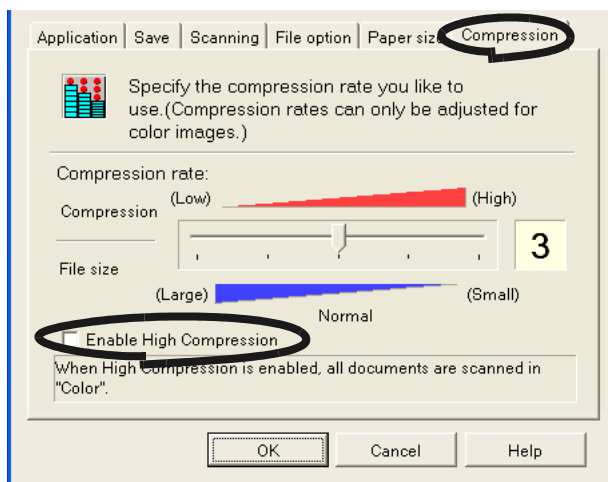 Application Save Scanning File option Paper size Compression
Specify the compression rate you like to
use.(Compression rates can only be adjusted for
color images.)
Compression rate:
(Low) (High)
Compression
3
File size
(Large) (Small)
Normal
Enable High Compression
When High Compression is enabled, all documents are scanned in
"Color".
OK Cancel Help